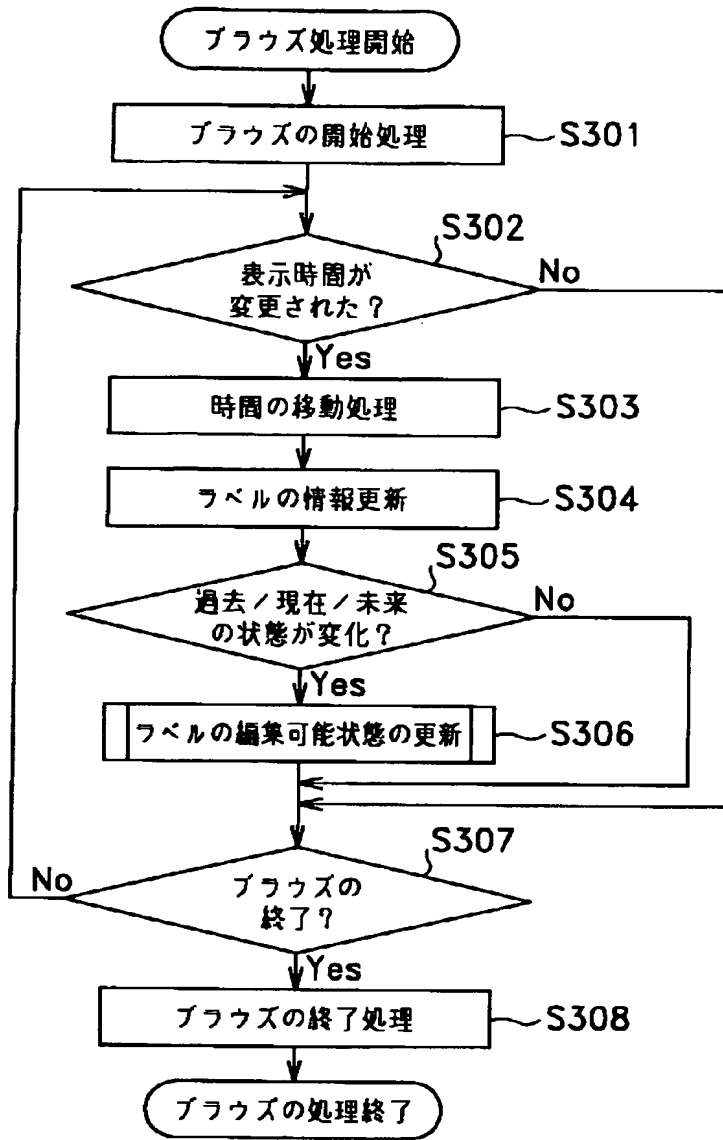 ブラウズ処理開始
ブラウズの開始処理
S301
S302
表示時間が
変更された?
No
Yes
時間の移動処理
S303
ラベルの情報更新
S304
S305
過去/現在/未来
の状態が変化?
No
Yes
ラベルの編集可能状態の更新
S306
S307
No
ブラウズの
終了?
Yes
ブラウズの終了処理
S308
ブラウズの処理終了